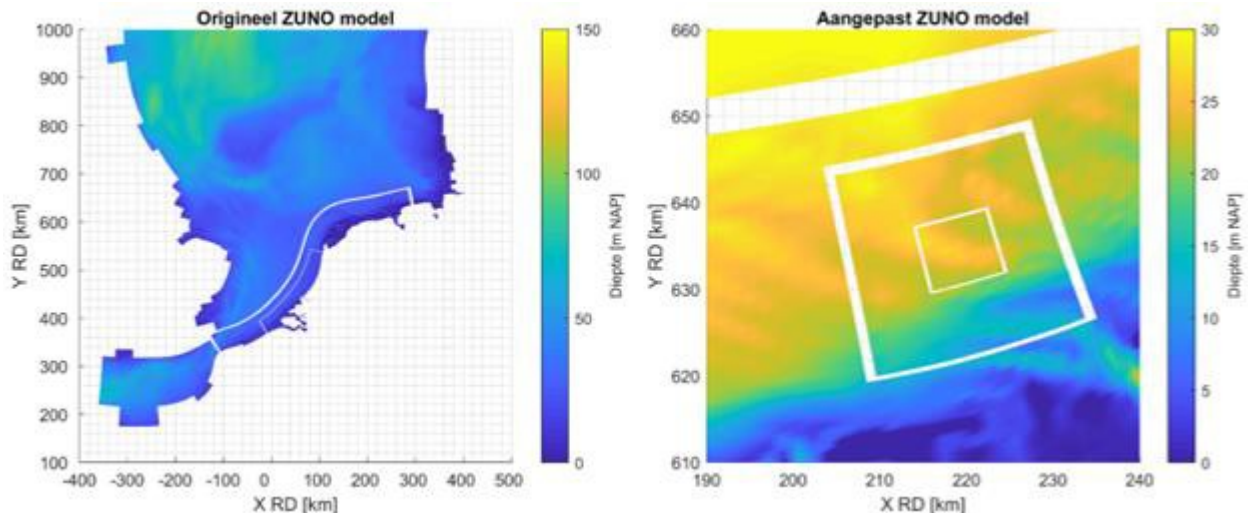 Origineel ZUNO model
1000
900
800
700
600
500
400
300
200
100
Y RD [km]
-400 -300 -200 -100 0 100 200 300 400 500
X RD [km]
150
100
50
0
Diepte [m NAP]
Aangepast ZUNO model
660
650
640
630
620
610
Y RD [km]
190 200 210 220 230 240
X RD [km]
30
25
20
15
10
5
0
Diepte [m NAP]